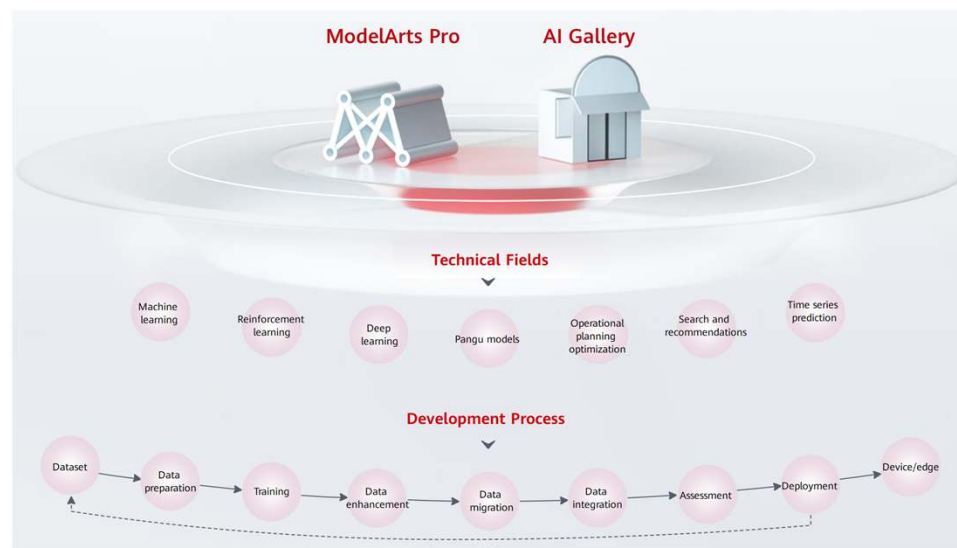 ModelArts Pro
AI Gallery
Technical Fields
Machine
learning
Reinforcement
learning
Deep
learning
Pangu models
Operational
planning
optimization
Search and
recommendations
Time series
prediction
Development Process
Dataset
Data
preparation
Training
Data
enhancement
Data
migration
Data
integration
Assessment
Deployment
Device/edge